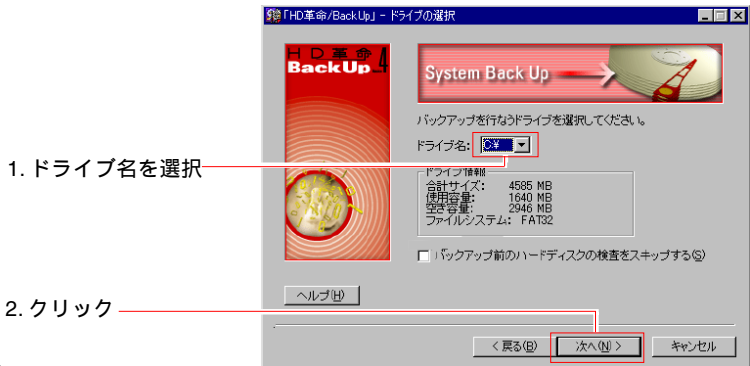 「HD革命/BackUp」 - ドライブの選択
HD革命
BackUp 4
System Back Up
バックアップを行なうドライブを選択してください。
ドライブ名: C:¥
1. ドライブ名を選択
ドライブ情報
合計サイズ: 4585 MB
使用容量: 1640 MB
空き容量: 2946 MB
ファイルシステム: FAT32
バックアップ前のハードディスクの検査をスキップする(S)
ヘルプ(H)
2. クリック
< 戻る(B)
次へ(N) >
キャンセル